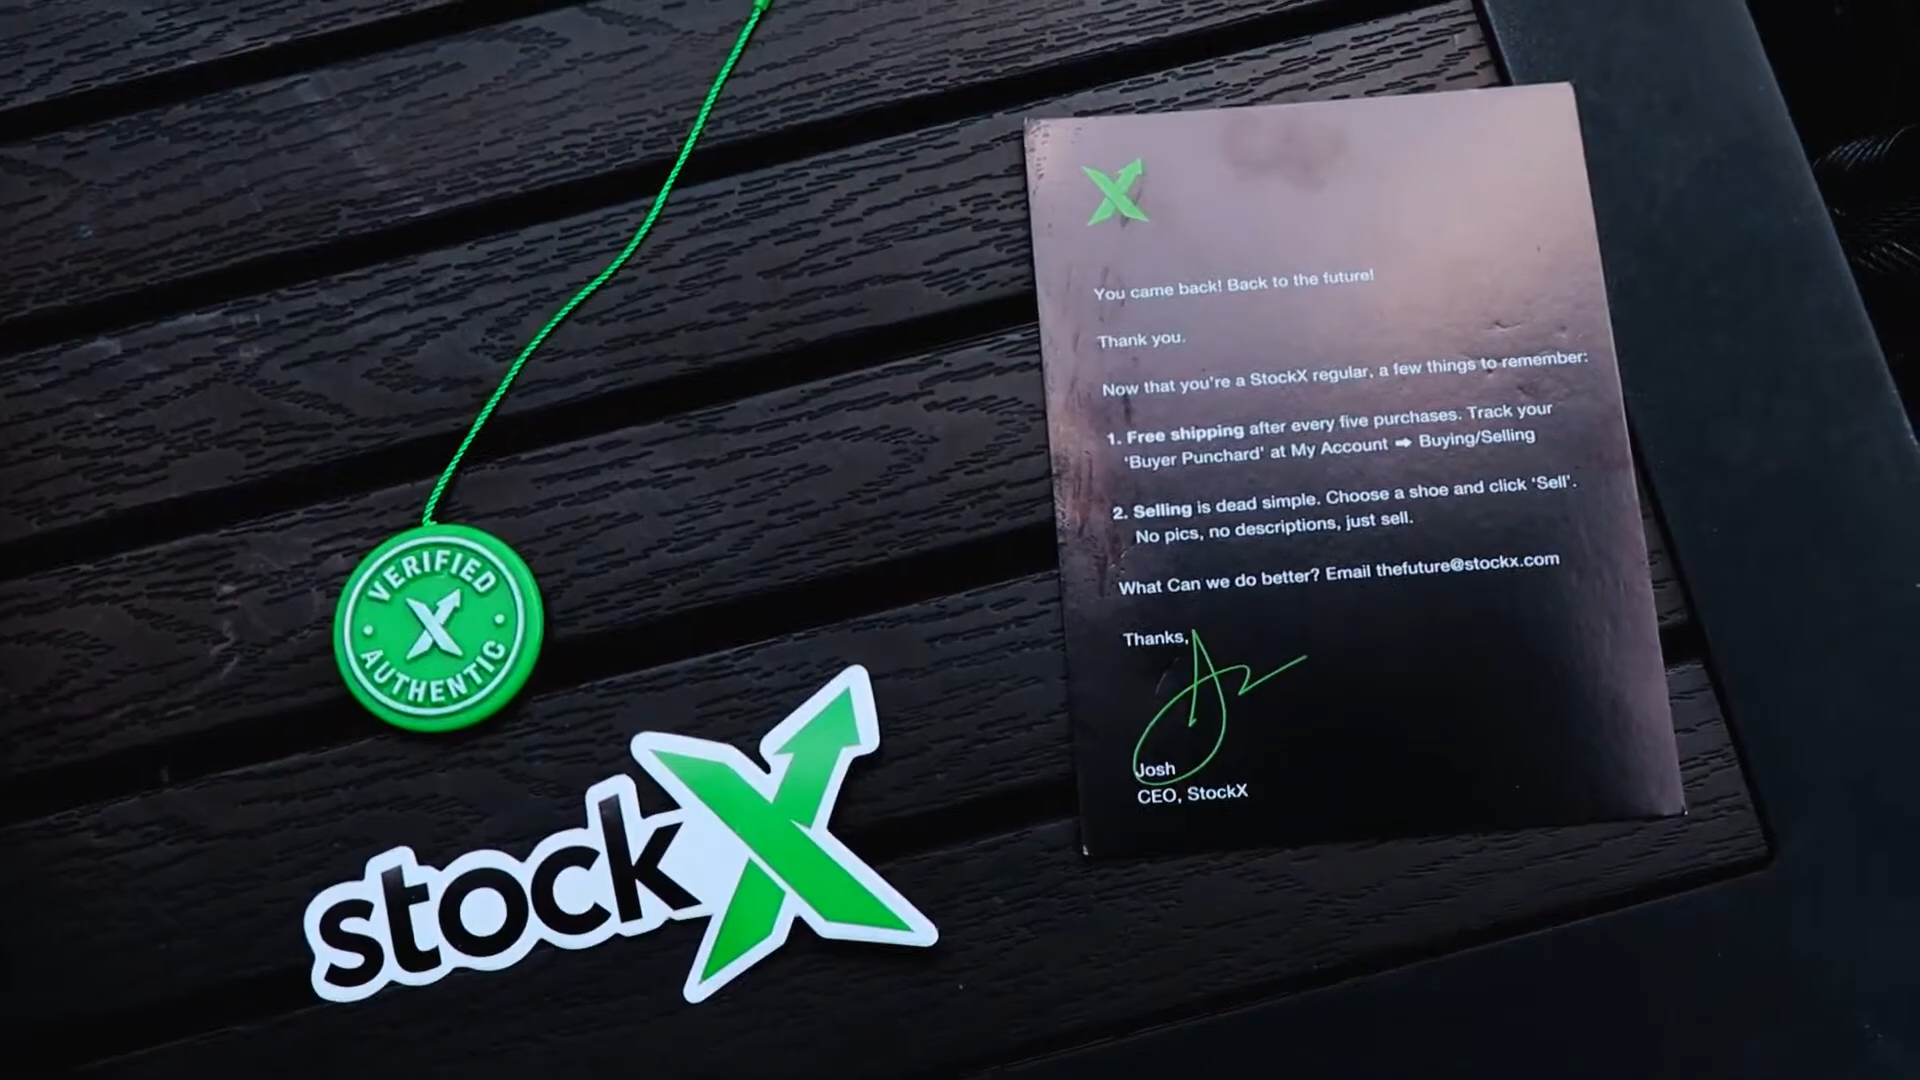 VERIFIED
X
AUTHENTIC
stockX
X
You came back! Back to the future!
Thank you.
Now that you're a StockX regular, a few things to remember:
1. Free shipping after every five purchases. Track your
'Buyer Punchard' at My Account ➡ Buying/Selling
2. Selling is dead simple. Choose a shoe and click 'Sell'.
No pics, no descriptions, just sell.
What Can we do better? Email thefuture@stockx.com
Thanks,
Josh
CEO, StockX